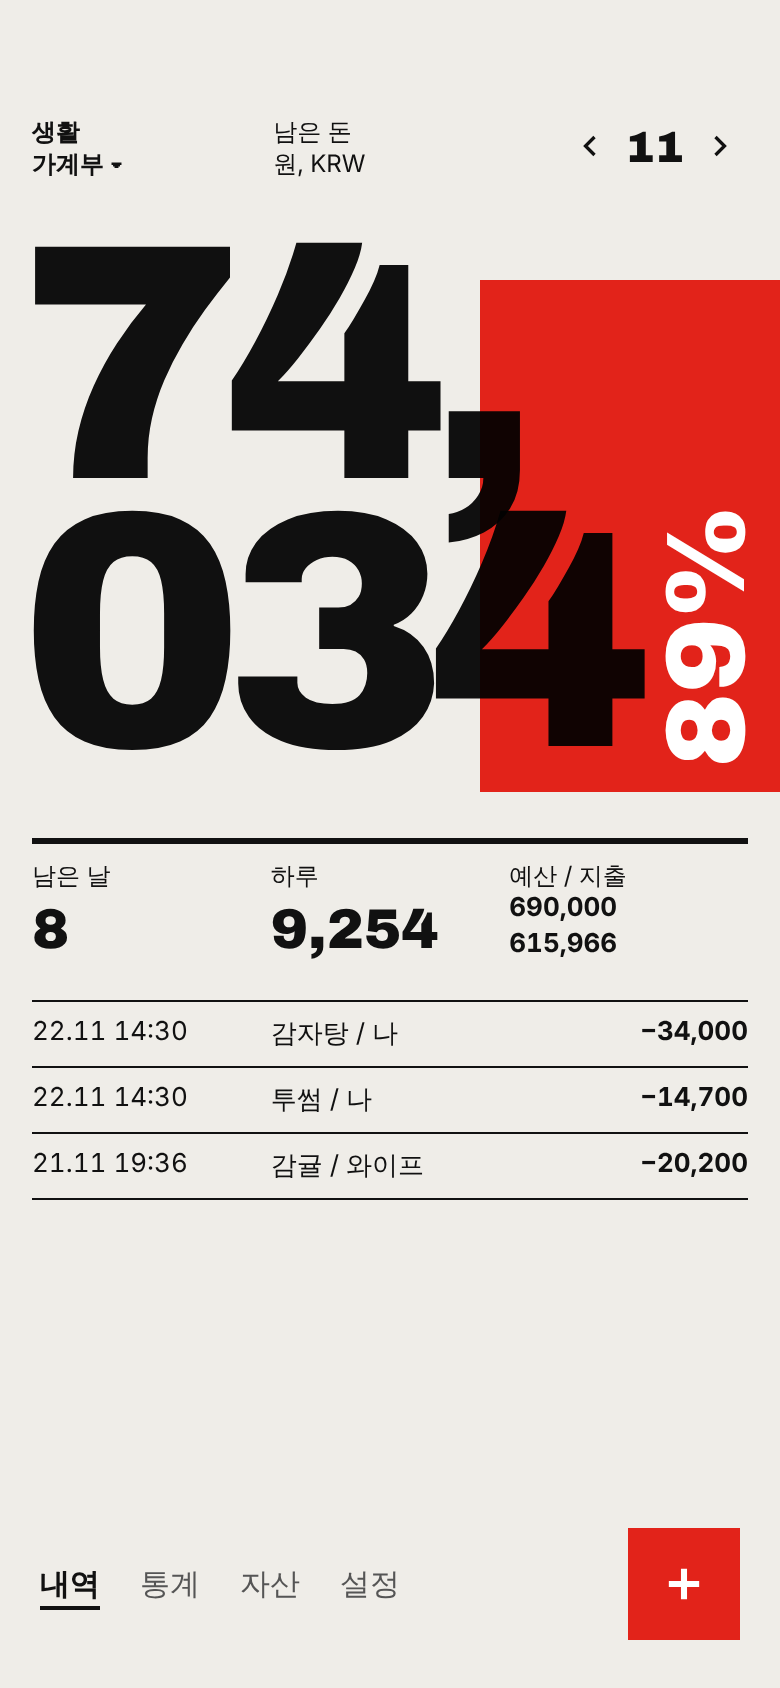 생활
가계부
남은 돈
원, KRW
11
74,
034
89%
남은 날
8
하루
9,254
예산 / 지출
690,000
615,966
22.11 14:30 감자탕 / 나 −34,000
22.11 14:30 투썸 / 나 −14,700
21.11 19:36 감귤 / 와이프 −20,200
내역 통계 자산 설정 +